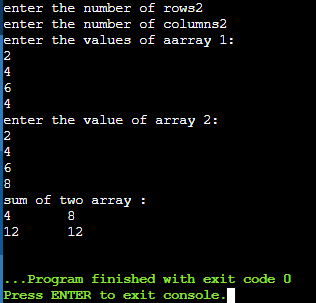 enter the number of rows2
enter the number of columns2
enter the values of aarray 1:
2
4
6
4
enter the value of array 2:
2
4
6
8
sum of two array :
4 8
12 12
...Program finished with exit code 0
Press ENTER to exit console.